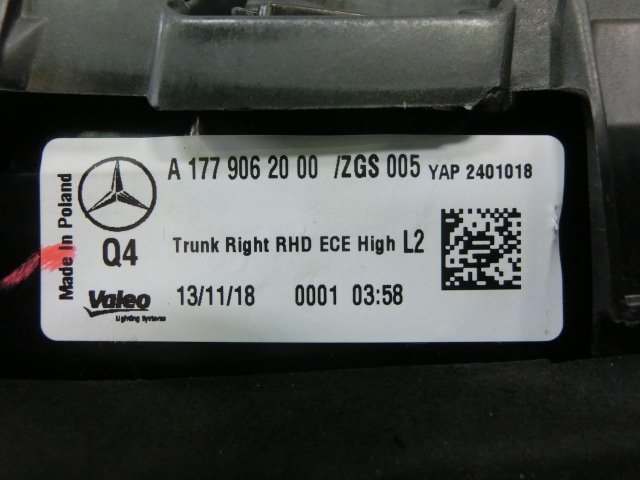 A 177 906 20 00 /ZGS 005 YAP 2401018
Made in Poland
Q4
Trunk Right RHD ECE High L2
Valeo
Lighting Systems
13/11/18 0001 03:58